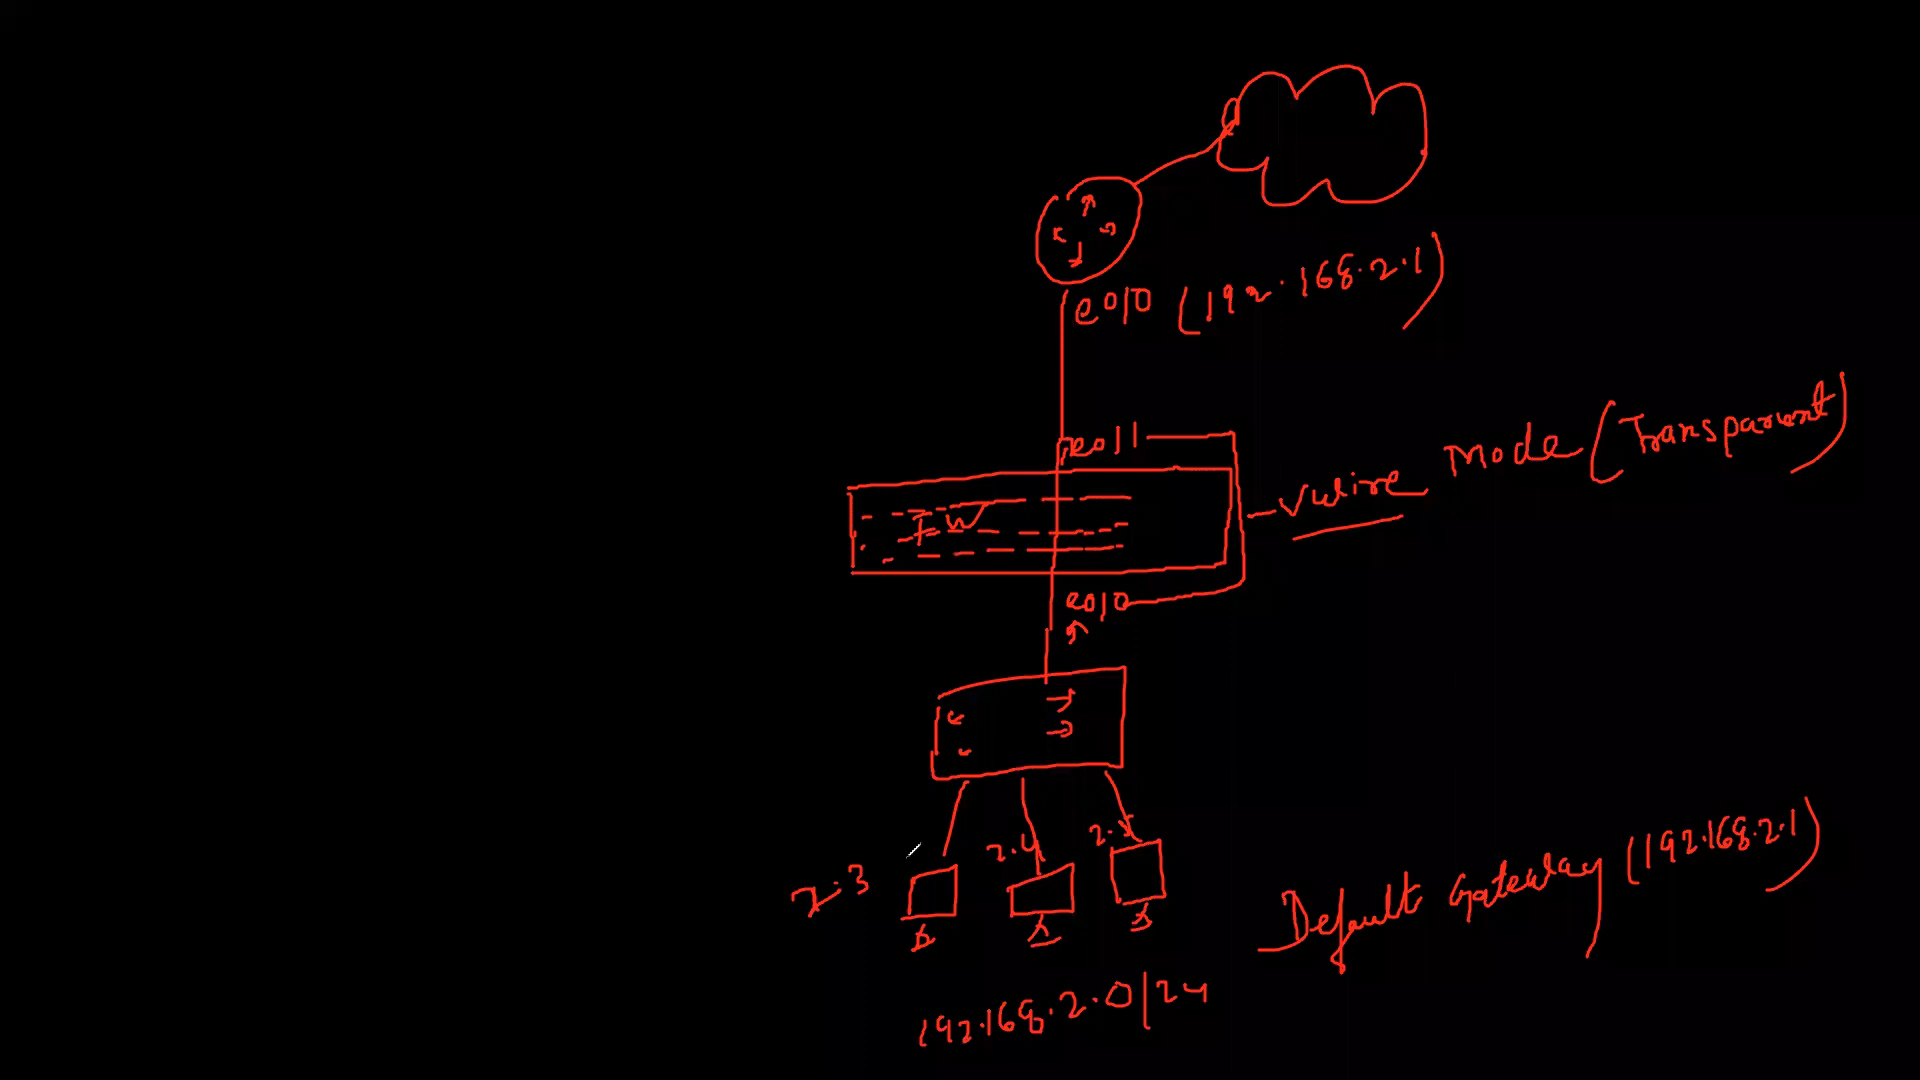 e0/0 (192.168.2.1)
e0/1
Vwire Mode (Transparent)
FW
e0/0
2.3
2.4
2.5
Default Gateway (192.168.2.1)
192.168.2.0/24